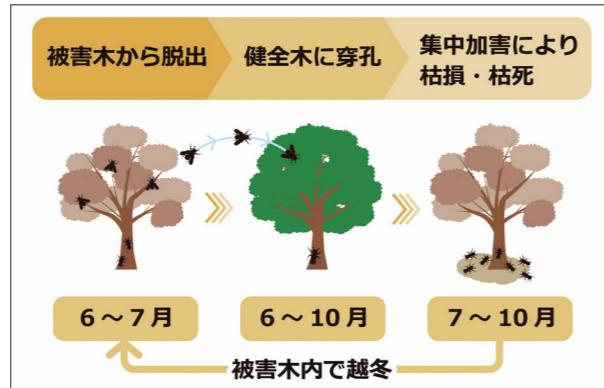 被害木から脱出
健全木に穿孔
集中加害により
枯損・枯死
6～7月
6～10月
7～10月
被害木内で越冬